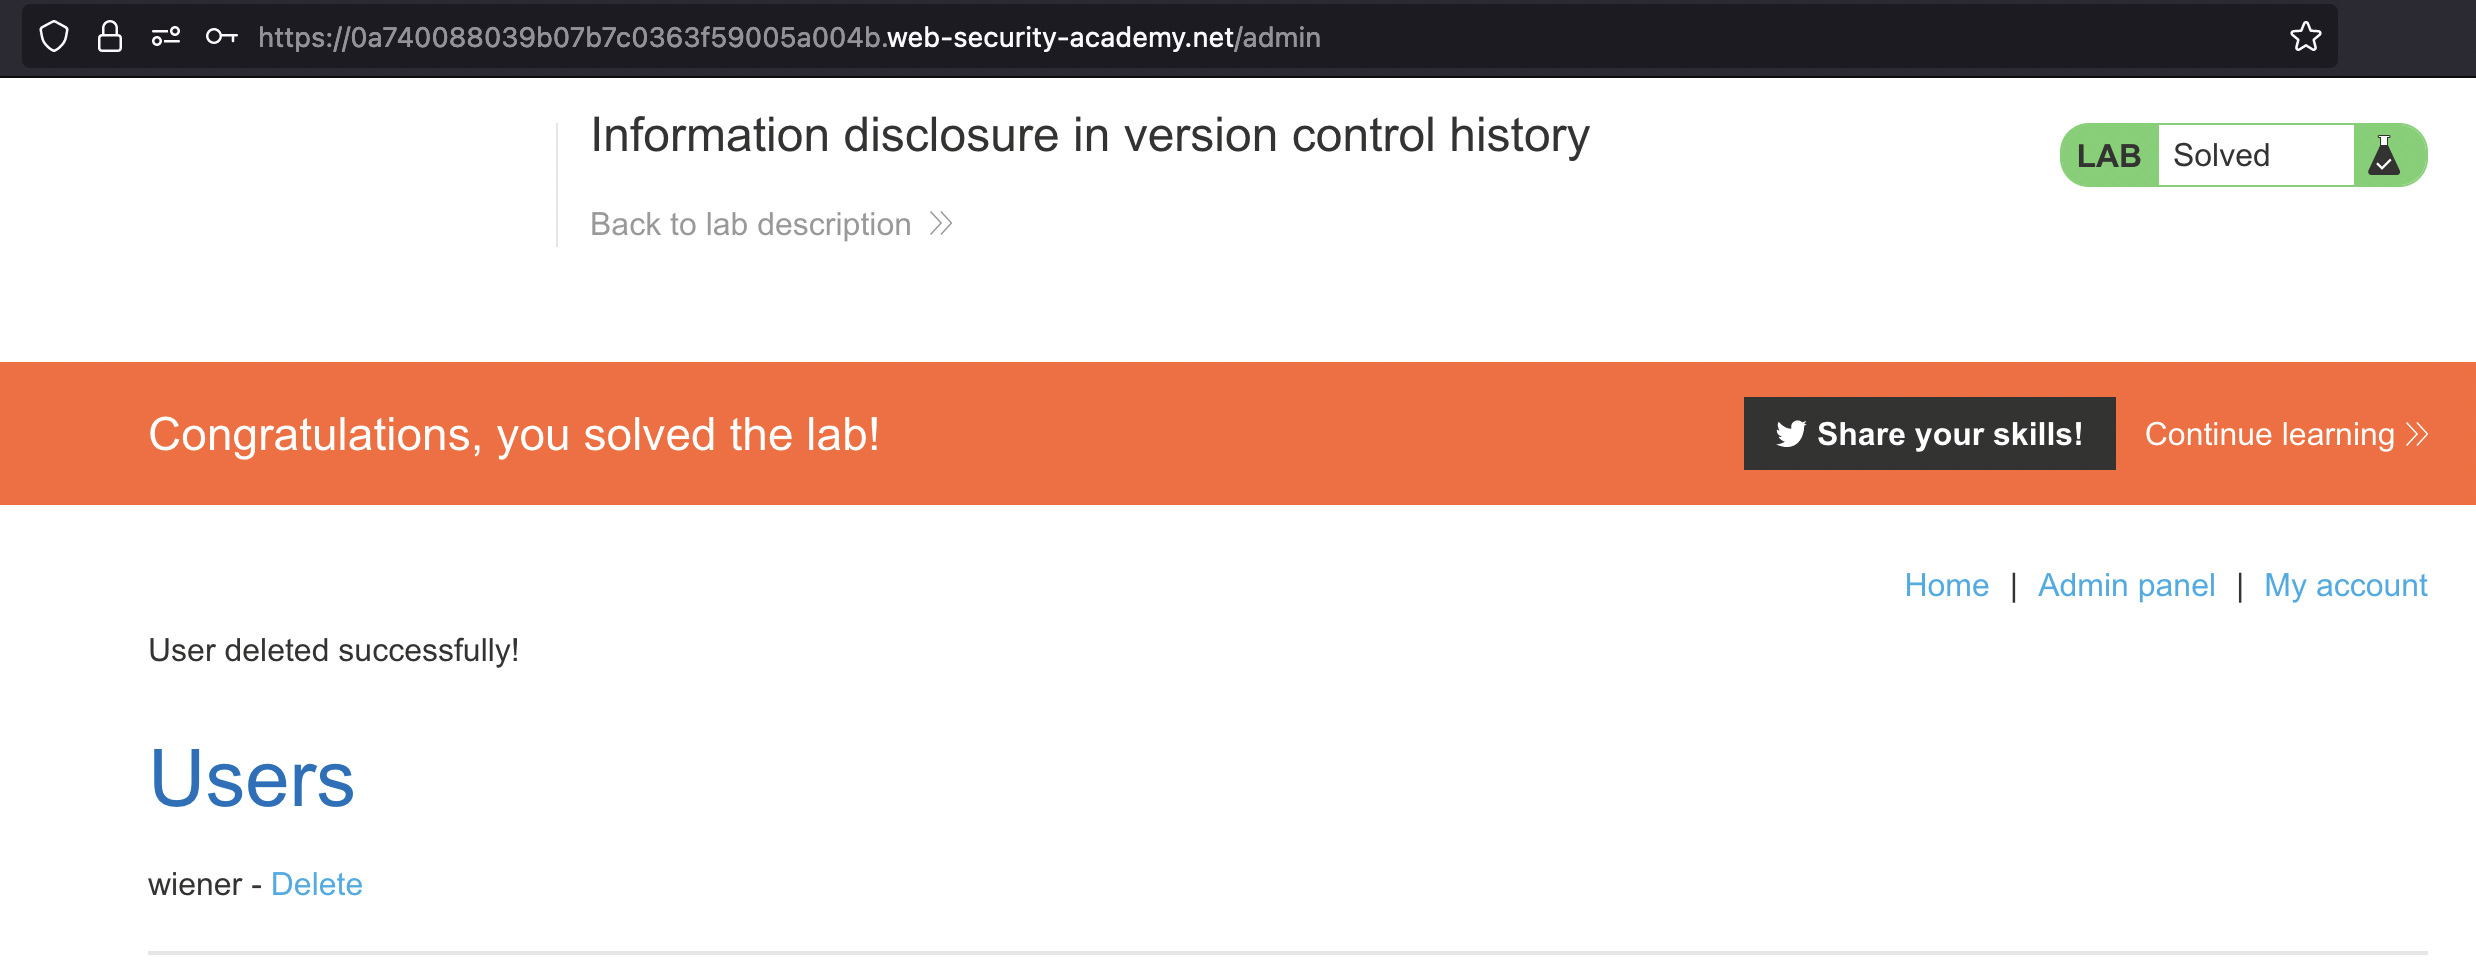 https://0a740088039b07b7c0363f59005a004b.web-security-academy.net/admin
Information disclosure in version control history
LAB Solved
Back to lab description
Congratulations, you solved the lab!
Share your skills!
Continue learning
Home | Admin panel | My account
User deleted successfully!
Users
wiener - Delete